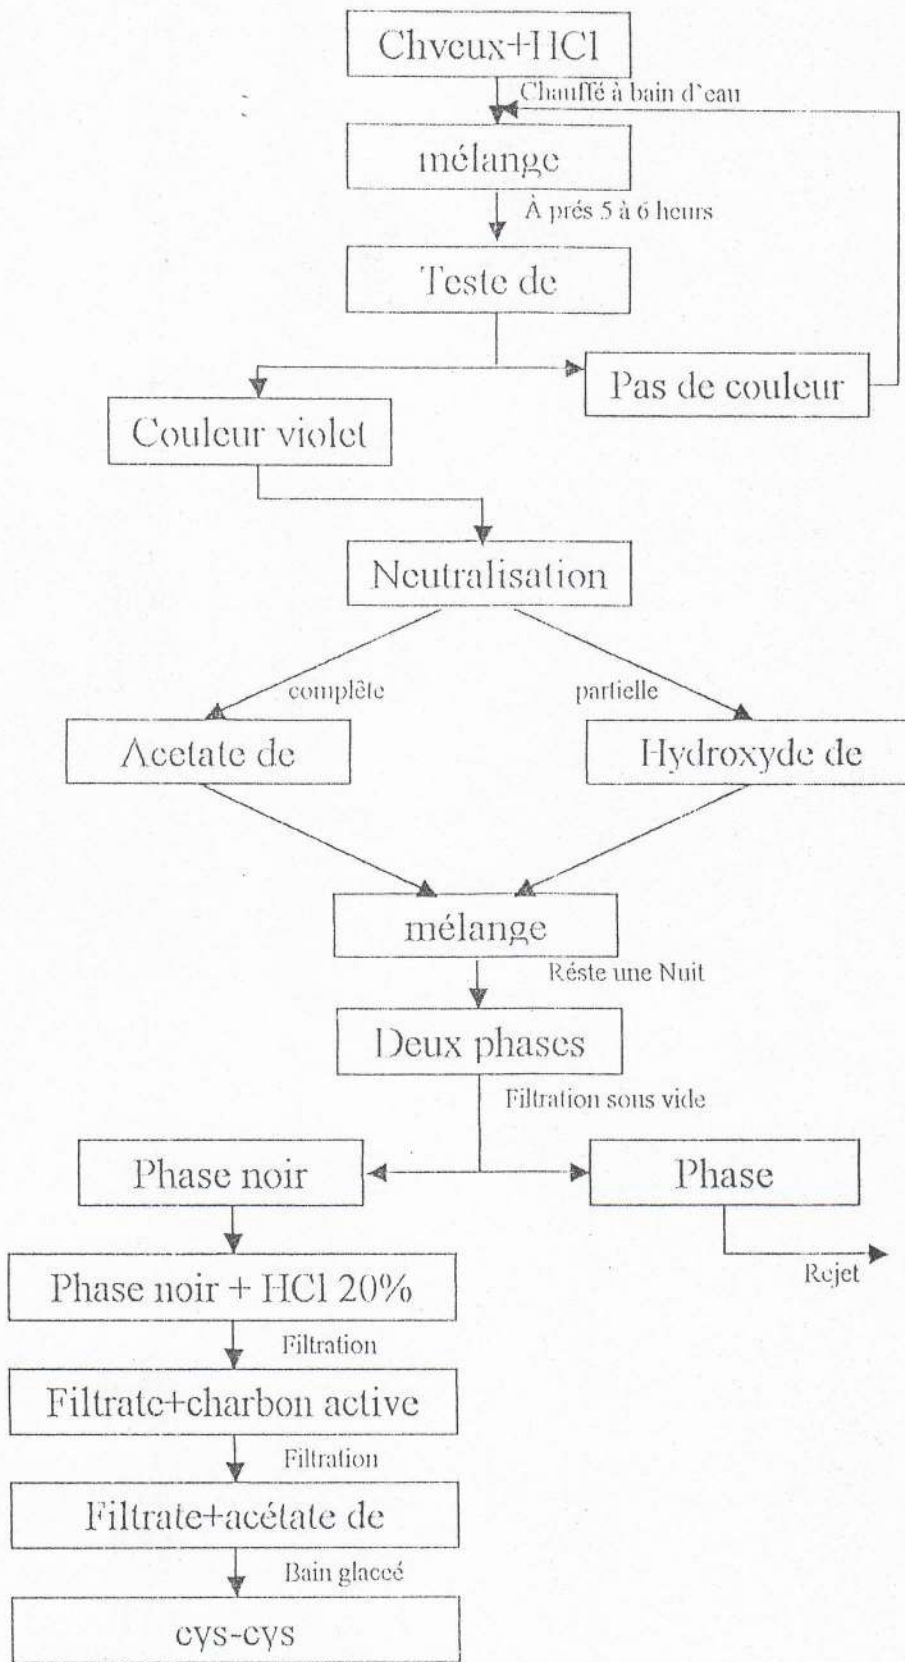 Chveux+HCl
Chauffé à bain d`eau
mélange
À prés 5 à 6 heurs
Teste de
Pas de couleur
Couleur violet
Neutralisation
complête
partielle
Acetate de
Hydroxyde de
mélange
Réste une Nuit
Deux phases
Filtration sous vide
Phase noir
Phase
Rejet
Phase noir + HCl 20%
Filtration
Filtrate+charbon active
Filtration
Filtrate+acétate de
Bain glaceé
cys-cys